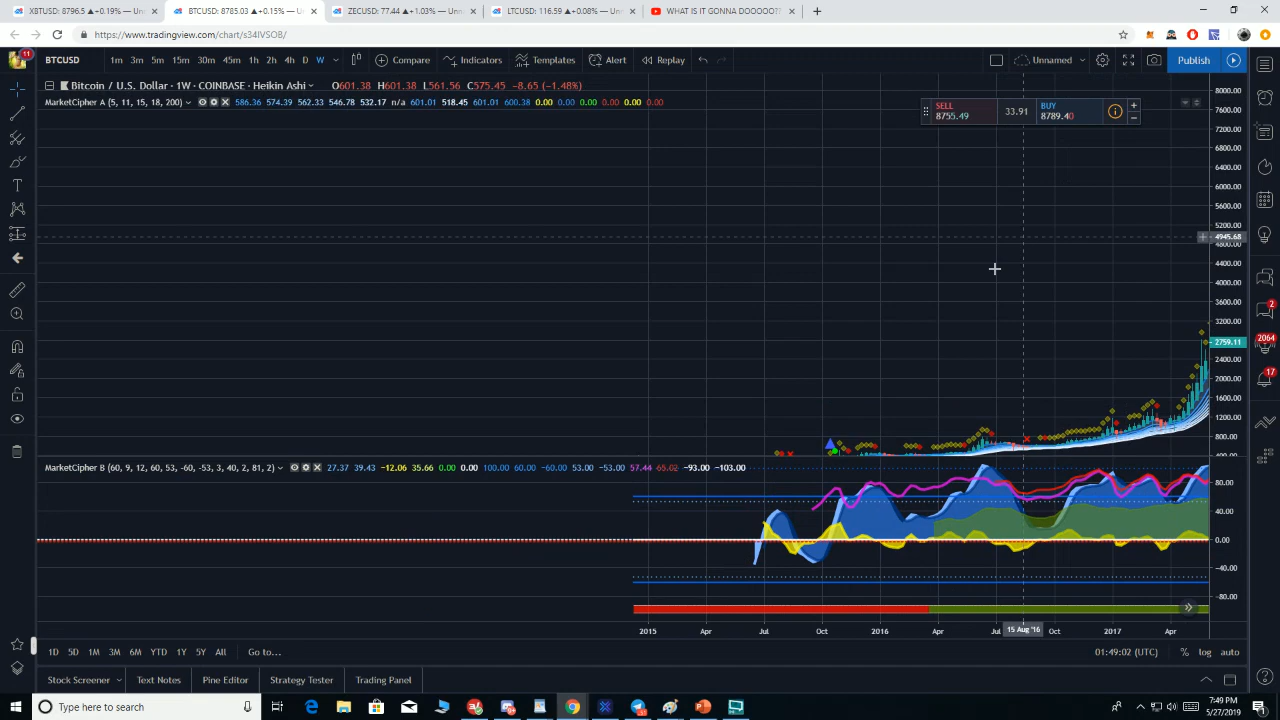 XBTUSD: 8796.5 ▲+0.19% — Unn
BTCUSD: 8785.03 ▲+0.15% — Unn
ZECUSD: 77.44 ▲+1.03% — Unna
LTCUSD: 116.59 ▲+0.08% — Unna
WHAT IS IT GONNA DOOOOOT?
https://www.tradingview.com/chart/s34IVSOB/
11
BTCUSD 1m 3m 5m 15m 30m 45m 1h 2h 4h D W Compare Indicators Templates Alert Replay Unnamed Publish
Bitcoin / U.S. Dollar · 1W · COINBASE · Heikin Ashi O601.38 H601.38 L561.56 C575.45 −8.65 (−1.48%)
MarketCipher A (5, 11, 15, 18, 200) 586.36 574.39 562.33 546.78 532.17 n/a 601.01 518.45 601.01 600.38 0.00 0.00 0.00 0.00 0.00 0.00
SELL 8755.49 33.91 BUY 8789.40
8000.00
7600.00
7200.00
6800.00
6400.00
6000.00
5600.00
5200.00
4945.68
4800.00
4400.00
4000.00
3600.00
3200.00
2759.11
2400.00
2000.00
1600.00
1200.00
800.00
2
2064
17
MarketCipher B (60, 9, 12, 60, 53, -60, -53, 3, 40, c, 81, 2) 27.37 39.43 −12.06 35.66 0.00 0.00 100.00 60.00 −60.00 53.00 −53.00 57.44 65.02 −93.00 −103.00
80.00
40.00
0.00
−40.00
−80.00
2015 Apr Jul Oct 2016 Apr Jul 15 Aug '16 Oct 2017 Apr
1D 5D 1M 3M 6M YTD 1Y 5Y All Go to... 01:49:02 (UTC) % log auto
Stock Screener Text Notes Pine Editor Strategy Tester Trading Panel
Type here to search
7:49 PM
5/27/2019